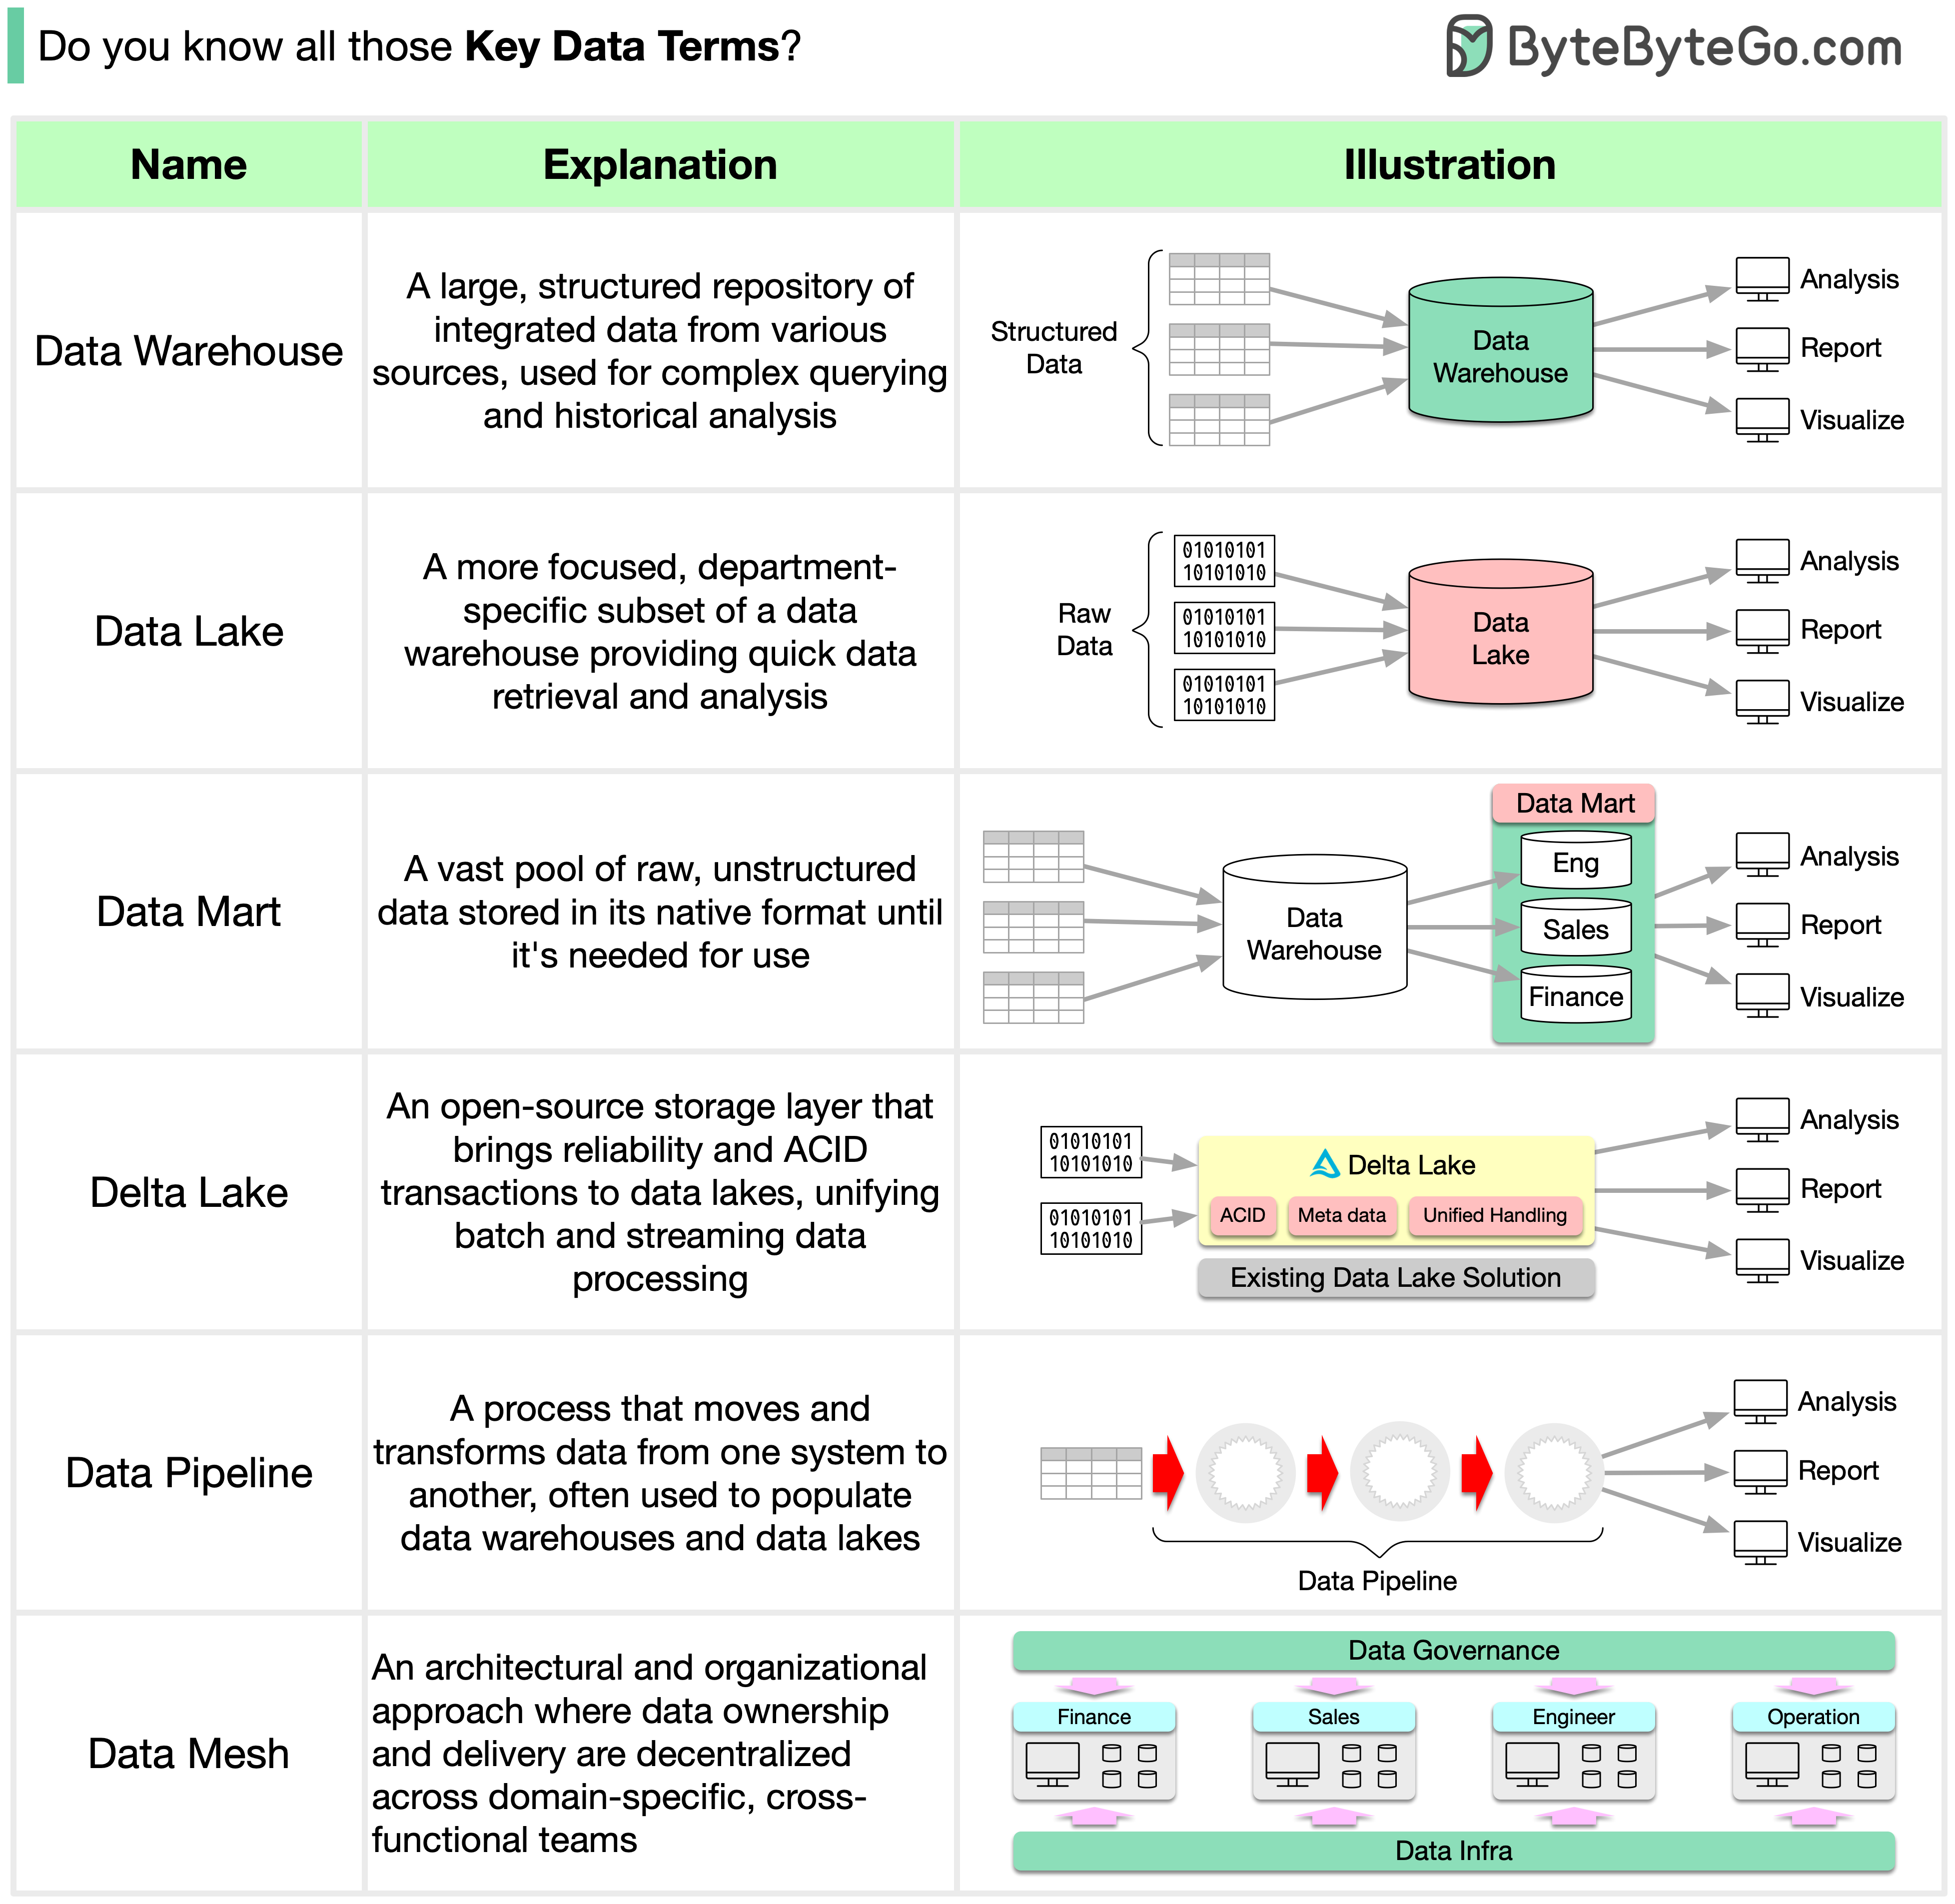 Do you know all those Key Data Terms?
ByteByteGo.com
Name
Explanation
Illustration
Data Warehouse
A large, structured repository of
integrated data from various
sources, used for complex querying
and historical analysis
Structured
Data
Data
Warehouse
Analysis
Report
Visualize
Data Lake
A more focused, department-
specific subset of a data
warehouse providing quick data
retrieval and analysis
Raw
Data
01010101
10101010
01010101
10101010
01010101
10101010
Data
Lake
Analysis
Report
Visualize
Data Mart
A vast pool of raw, unstructured
data stored in its native format until
it's needed for use
Data
Warehouse
Data Mart
Eng
Sales
Finance
Analysis
Report
Visualize
Delta Lake
An open-source storage layer that
brings reliability and ACID
transactions to data lakes, unifying
batch and streaming data
processing
01010101
10101010
01010101
10101010
Delta Lake
ACID
Meta data
Unified Handling
Existing Data Lake Solution
Analysis
Report
Visualize
Data Pipeline
A process that moves and
transforms data from one system to
another, often used to populate
data warehouses and data lakes
Data Pipeline
Analysis
Report
Visualize
Data Mesh
An architectural and organizational
approach where data ownership
and delivery are decentralized
across domain-specific, cross-
functional teams
Data Governance
Finance
Sales
Engineer
Operation
Data Infra